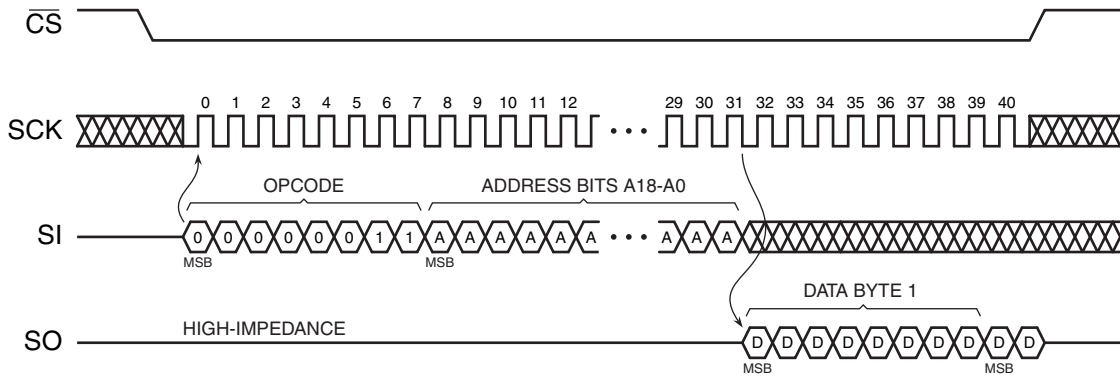 CS
0 1 2 3 4 5 6 7 8 9 10 11 12 29 30 31 32 33 34 35 36 37 38 39 40
SCK
OPCODE ADDRESS BITS A18-A0
SI 0 0 0 0 0 0 1 1 A A A A A A A A A
MSB MSB
DATA BYTE 1
HIGH-IMPEDANCE
SO D D D D D D D D D D
MSB MSB